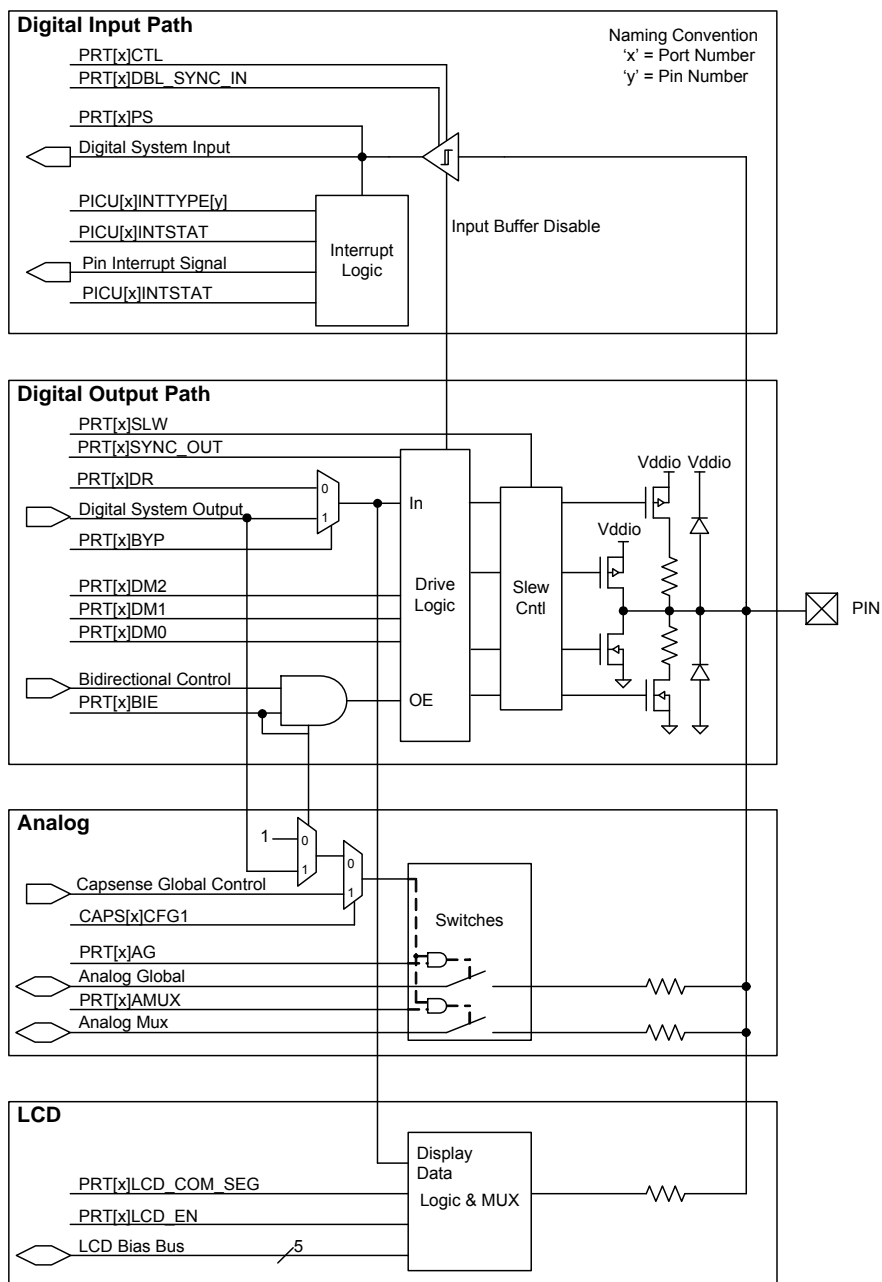 Digital Input Path
Naming Convention
'x' = Port Number
'y' = Pin Number
PRT[x]CTL
PRT[x]DBL_SYNC_IN
PRT[x]PS
Digital System Input
PICU[x]INTTYPE[y]
PICU[x]INTSTAT
Pin Interrupt Signal
PICU[x]INTSTAT
Interrupt
Logic
Input Buffer Disable
Digital Output Path
PRT[x]SLW
PRT[x]SYNC_OUT
PRT[x]DR
Digital System Output
PRT[x]BYP
0
1
PRT[x]DM2
PRT[x]DM1
PRT[x]DM0
Bidirectional Control
PRT[x]BIE
In
Drive
Logic
OE
Slew
Cntl
Vddio
Vddio
Vddio
PIN
Analog
1
0
1
0
1
Capsense Global Control
CAPS[x]CFG1
Switches
PRT[x]AG
Analog Global
PRT[x]AMUX
Analog Mux
LCD
Display
Data
Logic & MUX
PRT[x]LCD_COM_SEG
PRT[x]LCD_EN
LCD Bias Bus
5